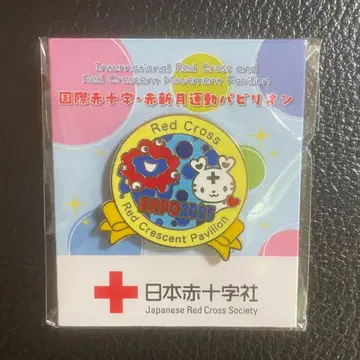 International Red Cross and
Red Crescent Movement Pavilion
国際赤十字・赤新月運動パビリオン
Red Cross
EXPO2025
Red Crescent Pavilion
日本赤十字社
Japanese Red Cross Society